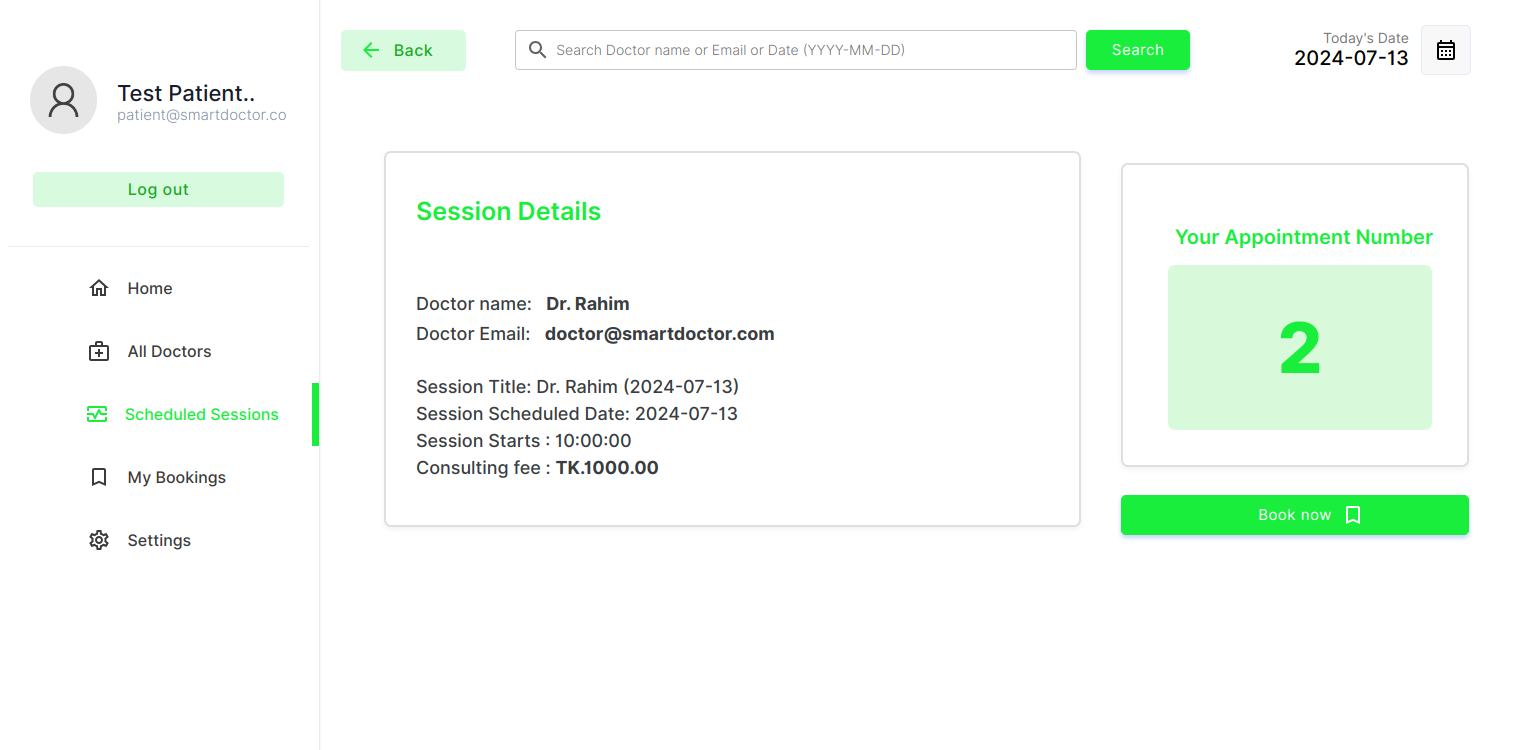 Test Patient..
patient@smartdoctor.co
Log out
Home
All Doctors
Scheduled Sessions
My Bookings
Settings
Back
Search Doctor name or Email or Date (YYYY-MM-DD)
Search
Today's Date
2024-07-13
Session Details
Doctor name: Dr. Rahim
Doctor Email: doctor@smartdoctor.com
Session Title: Dr. Rahim (2024-07-13)
Session Scheduled Date: 2024-07-13
Session Starts : 10:00:00
Consulting fee : TK.1000.00
Your Appointment Number
2
Book now